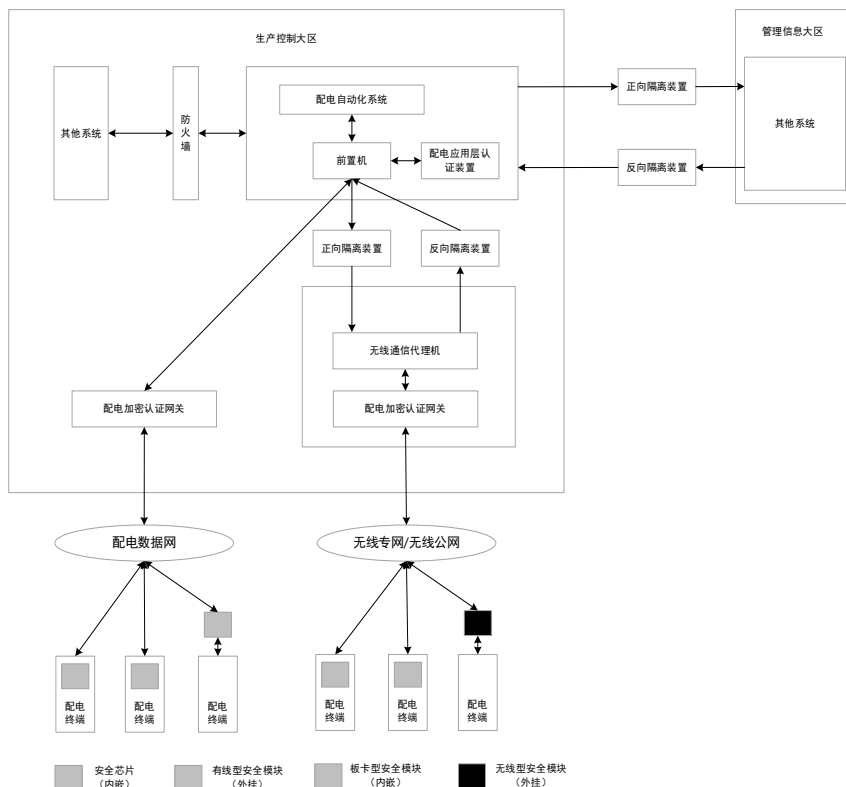 生产控制大区
管理信息大区
其他系统
防
火
墙
配电自动化系统
前置机
配电应用层认
证装置
正向隔离装置
反向隔离装置
其他系统
正向隔离装置
反向隔离装置
无线通信代理机
配电加密认证网关
配电加密认证网关
配电数据网
无线专网/无线公网
配电
终端
配电
终端
配电
终端
配电
终端
配电
终端
配电
终端
安全芯片
（内嵌）
有线型安全模块
（外挂）
板卡型安全模块
（内嵌）
无线型安全模块
（外挂）